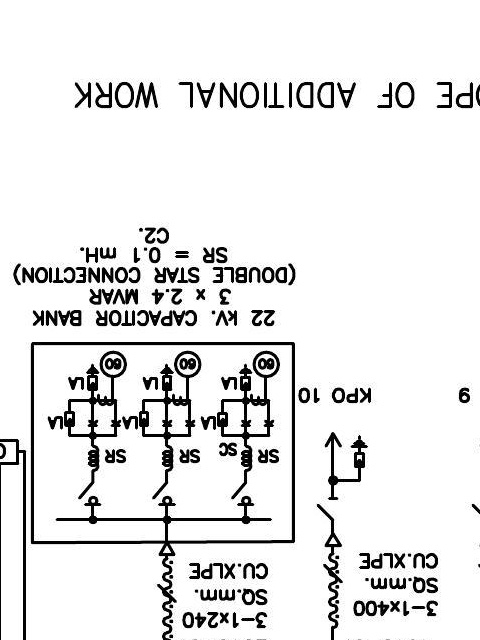 3-1x400
SQ.mm.
CU.XLPE
3-1x240
SQ.mm.
CU.XLPE
SR
SC
SR
SR
LA
LA
LA
LA
LA
LA
60
60
60
KPO 10
22 kV. CAPACITOR BANK
3 x 2.4 MVAR
(DOUBLE STAR CONNECTION)
SR = 0.1 mH.
C2.
OPE OF ADDITIONAL WORK